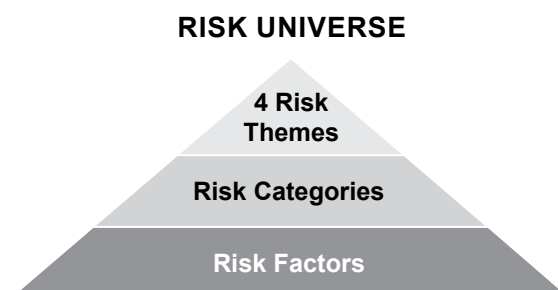 RISK UNIVERSE
4 Risk
Themes
Risk Categories
Risk Factors